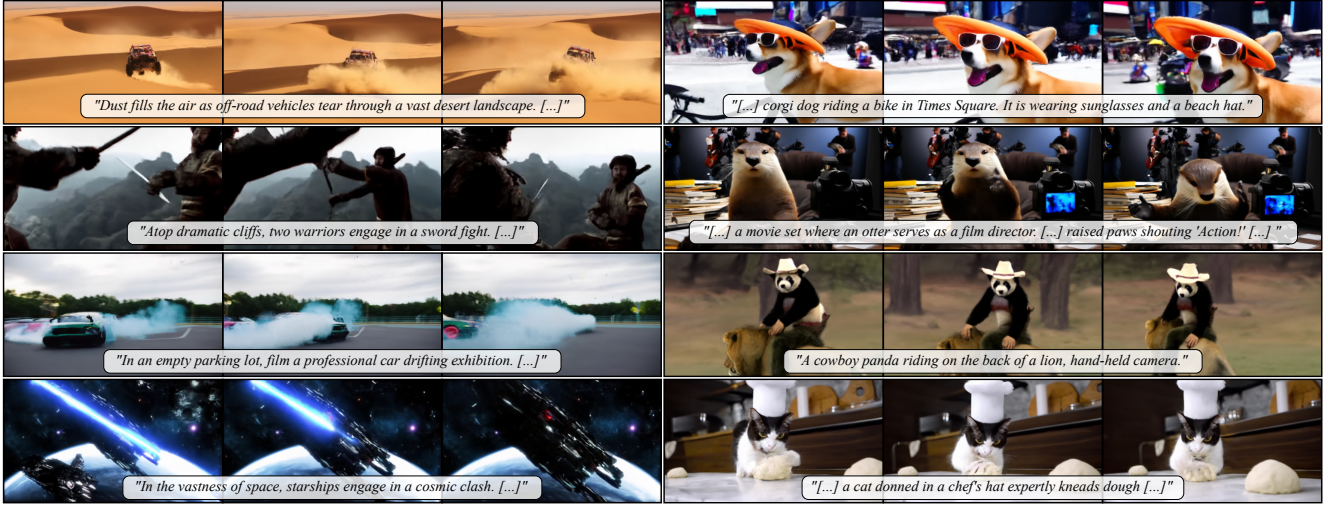 "Dust fills the air as off-road vehicles tear through a vast desert landscape. [...]"
"[...] corgi dog riding a bike in Times Square. It is wearing sunglasses and a beach hat."
"Atop dramatic cliffs, two warriors engage in a sword fight. [...]"
"[...] a movie set where an otter serves as a film director. [...] raised paws shouting 'Action!' [...] "
"In an empty parking lot, film a professional car drifting exhibition. [...]"
"A cowboy panda riding on the back of a lion, hand-held camera."
"In the vastness of space, starships engage in a cosmic clash. [...]"
"[...] a cat donned in a chef's hat expertly kneads dough [...]"